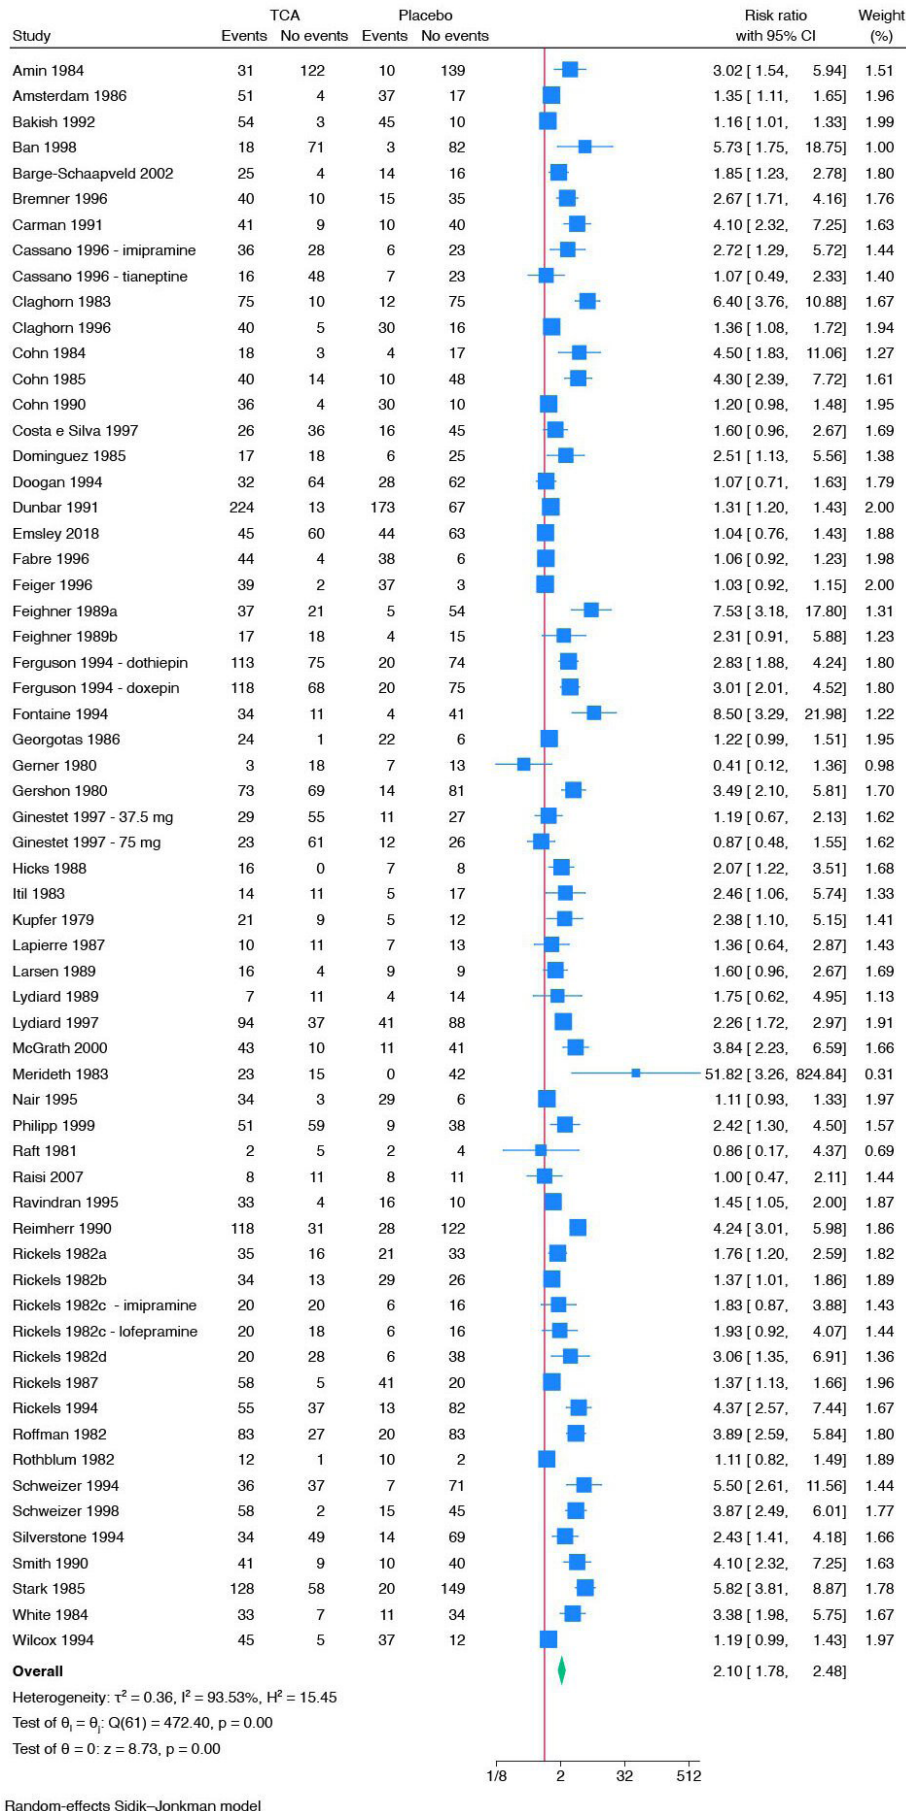 TCA Placebo Risk ratio Weight
Study Events No events Events No events with 95% CI (%)
Amin 1984 31 122 10 139 3.02 [ 1.54, 5.94] 1.51
Amsterdam 1986 51 4 37 17 1.35 [ 1.11, 1.65] 1.96
Bakish 1992 54 3 45 10 1.16 [ 1.01, 1.33] 1.99
Ban 1998 18 71 3 82 5.73 [ 1.75, 18.75] 1.00
Barge-Schaapveld 2002 25 4 14 16 1.85 [ 1.23, 2.78] 1.80
Bremner 1996 40 10 15 35 2.67 [ 1.71, 4.16] 1.76
Carman 1991 41 9 10 40 4.10 [ 2.32, 7.25] 1.63
Cassano 1996 - imipramine 36 28 6 23 2.72 [ 1.29, 5.72] 1.44
Cassano 1996 - tianeptine 16 48 7 23 1.07 [ 0.49, 2.33] 1.40
Claghorn 1983 75 10 12 75 6.40 [ 3.76, 10.88] 1.67
Claghorn 1996 40 5 30 16 1.36 [ 1.08, 1.72] 1.94
Cohn 1984 18 3 4 17 4.50 [ 1.83, 11.06] 1.27
Cohn 1985 40 14 10 48 4.30 [ 2.39, 7.72] 1.61
Cohn 1990 36 4 30 10 1.20 [ 0.98, 1.48] 1.95
Costa e Silva 1997 26 36 16 45 1.60 [ 0.96, 2.67] 1.69
Dominguez 1985 17 18 6 25 2.51 [ 1.13, 5.56] 1.38
Doogan 1994 32 64 28 62 1.07 [ 0.71, 1.63] 1.79
Dunbar 1991 224 13 173 67 1.31 [ 1.20, 1.43] 2.00
Emsley 2018 45 60 44 63 1.04 [ 0.76, 1.43] 1.88
Fabre 1996 44 4 38 6 1.06 [ 0.92, 1.23] 1.98
Feiger 1996 39 2 37 3 1.03 [ 0.92, 1.15] 2.00
Feighner 1989a 37 21 5 54 7.53 [ 3.18, 17.80] 1.31
Feighner 1989b 17 18 4 15 2.31 [ 0.91, 5.88] 1.23
Ferguson 1994 - dothiepin 113 75 20 74 2.83 [ 1.88, 4.24] 1.80
Ferguson 1994 - doxepin 118 68 20 75 3.01 [ 2.01, 4.52] 1.80
Fontaine 1994 34 11 4 41 8.50 [ 3.29, 21.98] 1.22
Georgotas 1986 24 1 22 6 1.22 [ 0.99, 1.51] 1.95
Gerner 1980 3 18 7 13 0.41 [ 0.12, 1.36] 0.98
Gershon 1980 73 69 14 81 3.49 [ 2.10, 5.81] 1.70
Ginestet 1997 - 37.5 mg 29 55 11 27 1.19 [ 0.67, 2.13] 1.62
Ginestet 1997 - 75 mg 23 61 12 26 0.87 [ 0.48, 1.55] 1.62
Hicks 1988 16 0 7 8 2.07 [ 1.22, 3.51] 1.68
Itil 1983 14 11 5 17 2.46 [ 1.06, 5.74] 1.33
Kupfer 1979 21 9 5 12 2.38 [ 1.10, 5.15] 1.41
Lapierre 1987 10 11 7 13 1.36 [ 0.64, 2.87] 1.43
Larsen 1989 16 4 9 9 1.60 [ 0.96, 2.67] 1.69
Lydiard 1989 7 11 4 14 1.75 [ 0.62, 4.95] 1.13
Lydiard 1997 94 37 41 88 2.26 [ 1.72, 2.97] 1.91
McGrath 2000 43 10 11 41 3.84 [ 2.23, 6.59] 1.66
Merideth 1983 23 15 0 42 51.82 [ 3.26, 824.84] 0.31
Nair 1995 34 3 29 6 1.11 [ 0.93, 1.33] 1.97
Philipp 1999 51 59 9 38 2.42 [ 1.30, 4.50] 1.57
Raft 1981 2 5 2 4 0.86 [ 0.17, 4.37] 0.69
Raisi 2007 8 11 8 11 1.00 [ 0.47, 2.11] 1.44
Ravindran 1995 33 4 16 10 1.45 [ 1.05, 2.00] 1.87
Reimherr 1990 118 31 28 122 4.24 [ 3.01, 5.98] 1.86
Rickels 1982a 35 16 21 33 1.76 [ 1.20, 2.59] 1.82
Rickels 1982b 34 13 29 26 1.37 [ 1.01, 1.86] 1.89
Rickels 1982c - imipramine 20 20 6 16 1.83 [ 0.87, 3.88] 1.43
Rickels 1982c - lofepramine 20 18 6 16 1.93 [ 0.92, 4.07] 1.44
Rickels 1982d 20 28 6 38 3.06 [ 1.35, 6.91] 1.36
Rickels 1987 58 5 41 20 1.37 [ 1.13, 1.66] 1.96
Rickels 1994 55 37 13 82 4.37 [ 2.57, 7.44] 1.67
Roffman 1982 83 27 20 83 3.89 [ 2.59, 5.84] 1.80
Rothblum 1982 12 1 10 2 1.11 [ 0.82, 1.49] 1.89
Schweizer 1994 36 37 7 71 5.50 [ 2.61, 11.56] 1.44
Schweizer 1998 58 2 15 45 3.87 [ 2.49, 6.01] 1.77
Silverstone 1994 34 49 14 69 2.43 [ 1.41, 4.18] 1.66
Smith 1990 41 9 10 40 4.10 [ 2.32, 7.25] 1.63
Stark 1985 128 58 20 149 5.82 [ 3.81, 8.87] 1.78
White 1984 33 7 11 34 3.38 [ 1.98, 5.75] 1.67
Wilcox 1994 45 5 37 12 1.19 [ 0.99, 1.43] 1.97
Overall 2.10 [ 1.78, 2.48]
Heterogeneity: τ² = 0.36, I² = 93.53%, H² = 15.45
Test of θᵢ = θⱼ: Q(61) = 472.40, p = 0.00
Test of θ = 0: z = 8.73, p = 0.00
1/8 2 32 512
Random-effects Sidik–Jonkman model